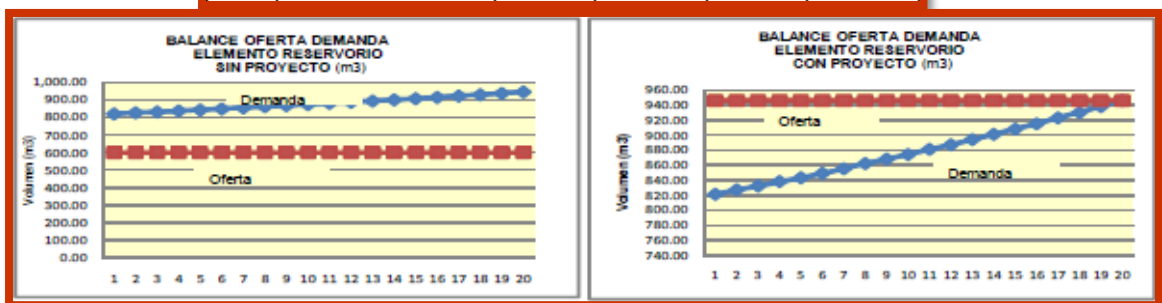 BALANCE OFERTA DEMANDA
ELEMENTO RESERVORIO
SIN PROYECTO (m3)
1,000.00
900.00
800.00
700.00
600.00
500.00
400.00
300.00
200.00
100.00
0.00
Volumen (m3)
Demanda
Oferta
1 2 3 4 5 6 7 8 9 10 11 12 13 14 15 16 17 18 19 20
BALANCE OFERTA DEMANDA
ELEMENTO RESERVORIO
CON PROYECTO (m3)
960.00
940.00
920.00
900.00
880.00
860.00
840.00
820.00
800.00
780.00
760.00
740.00
Volumen (m3)
Oferta
Demanda
1 2 3 4 5 6 7 8 9 10 11 12 13 14 15 16 17 18 19 20